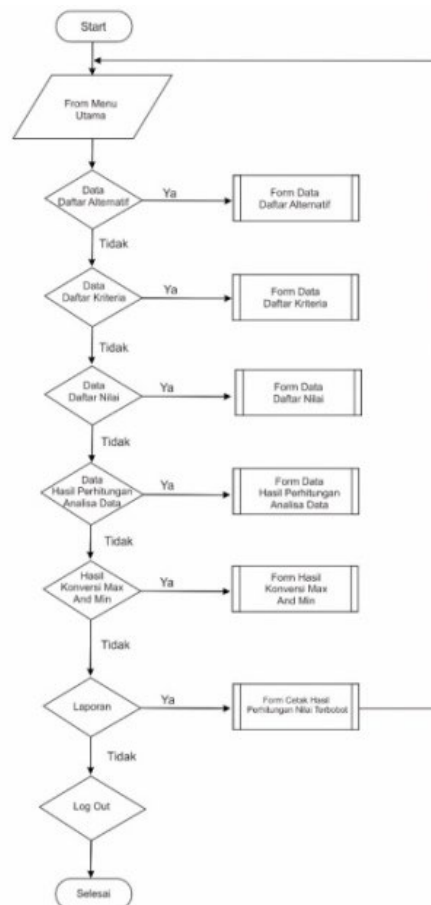 Start
From Menu
Utama
Data
Daftar Alternatif
Ya
Form Data
Daftar Alternatif
Tidak
Data
Daftar Kriteria
Ya
Form Data
Daftar Kriteria
Tidak
Data
Daftar Nilai
Ya
Form Data
Daftar Nilai
Tidak
Data
Hasil Perhitungan
Analisa Data
Ya
Form Data
Hasil Perhitungan
Analisa Data
Tidak
Hasil
Konversi Max
And Min
Ya
Form Hasil
Konversi Max
And Min
Tidak
Laporan
Ya
Form Cetak Hasil
Perhitungan Nilai Terbobot
Tidak
Log Out
Selesai